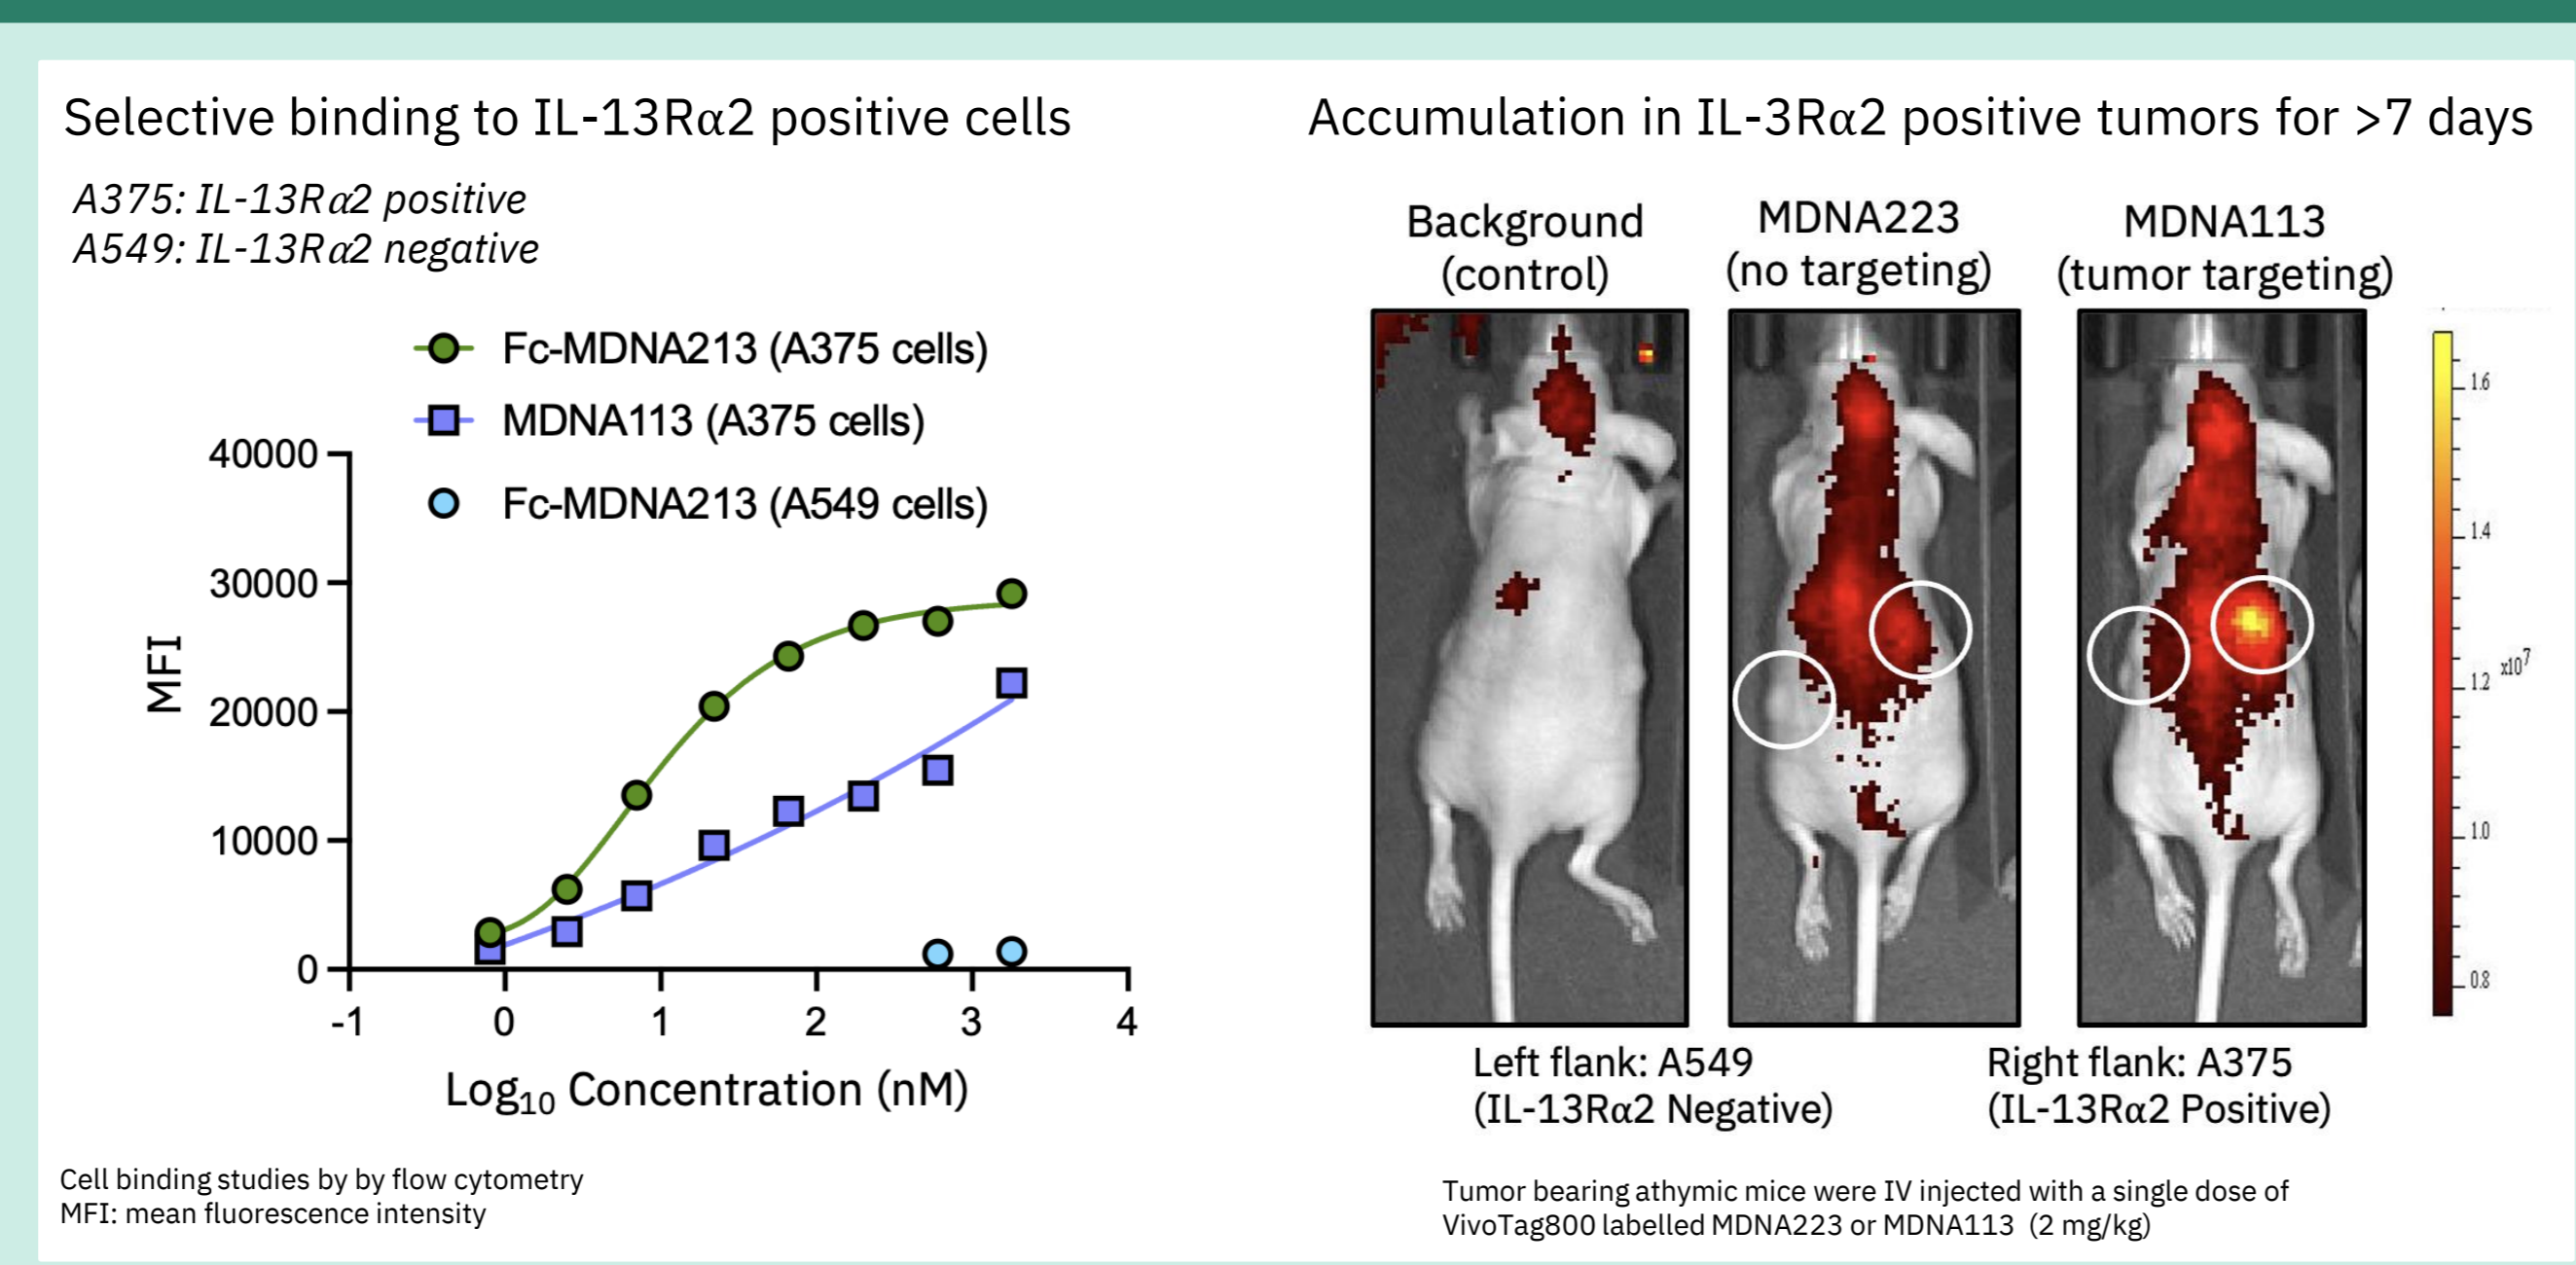 Selective binding to IL-13Rα2 positive cells
A375: IL-13Rα2 positive
A549: IL-13Rα2 negative
Fc-MDNA213 (A375 cells)
MDNA113 (A375 cells)
Fc-MDNA213 (A549 cells)
40000
30000
20000
10000
0
MFI
-1 0 1 2 3 4
Log₁₀ Concentration (nM)
Cell binding studies by by flow cytometry
MFI: mean fluorescence intensity
Accumulation in IL-3Rα2 positive tumors for >7 days
Background
(control)
MDNA223
(no targeting)
MDNA113
(tumor targeting)
1.6
1.4
1.2
x10⁷
1.0
0.8
Left flank: A549
(IL-13Rα2 Negative)
Right flank: A375
(IL-13Rα2 Positive)
Tumor bearing athymic mice were IV injected with a single dose of
VivoTag800 labelled MDNA223 or MDNA113 (2 mg/kg)